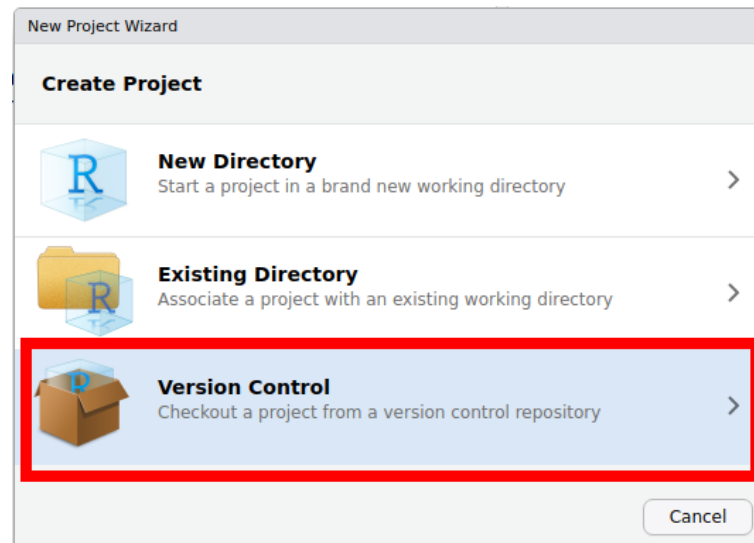 New Project Wizard
Create Project
New Directory
Start a project in a brand new working directory
Existing Directory
Associate a project with an existing working directory
Version Control
Checkout a project from a version control repository
Cancel